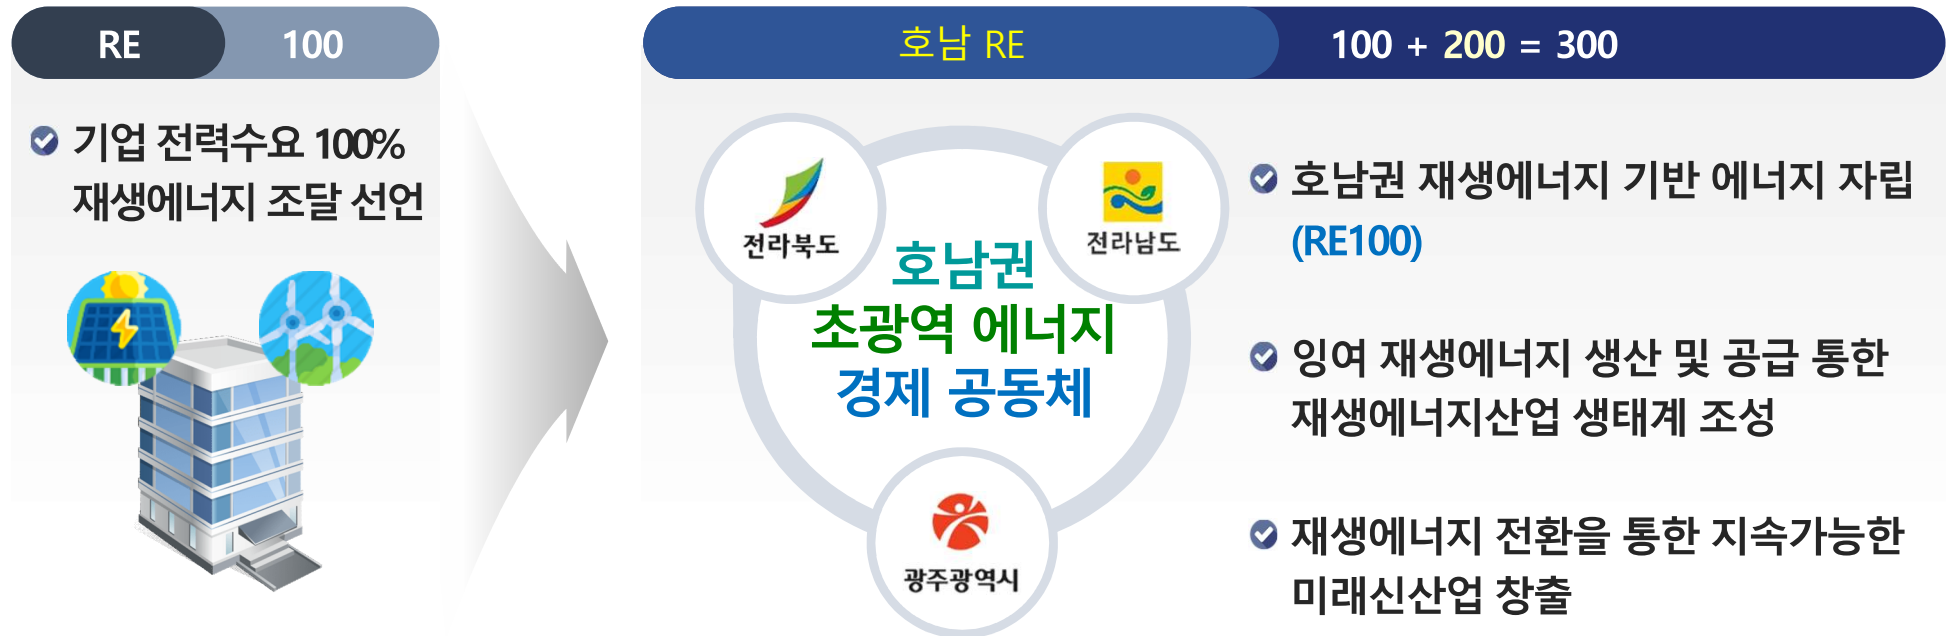 RE 100
기업 전력수요 100%
재생에너지 조달 선언
호남 RE 100 + 200 = 300
전라북도
전라남도
호남권
초광역 에너지
경제 공동체
광주광역시
호남권 재생에너지 기반 에너지 자립
(RE100)
잉여 재생에너지 생산 및 공급 통한
재생에너지산업 생태계 조성
재생에너지 전환을 통한 지속가능한
미래신산업 창출